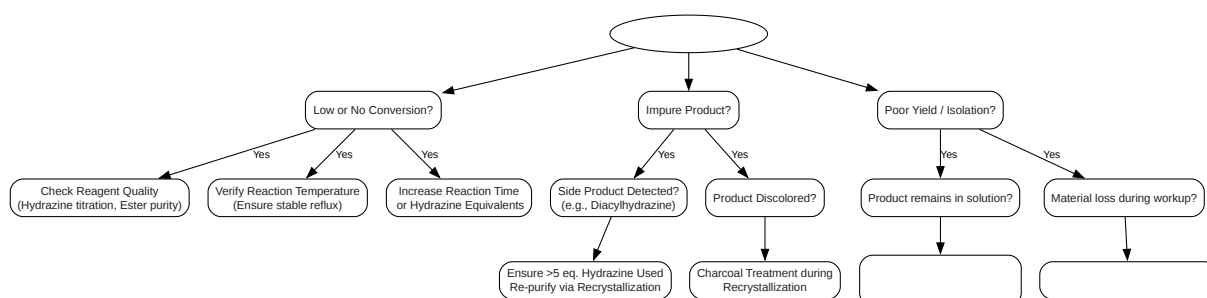 Low or No Conversion?
Impure Product?
Poor Yield / Isolation?
Yes
Yes
Yes
Yes
Yes
Yes
Yes
Check Reagent Quality
(Hydrazine titration, Ester purity)
Verify Reaction Temperature
(Ensure stable reflux)
Increase Reaction Time
or Hydrazine Equivalents
Side Product Detected?
(e.g., Diacylhydrazine)
Product Discolored?
Product remains in solution?
Material loss during workup?
Ensure >5 eq. Hydrazine Used
Re-purify via Recrystallization
Charcoal Treatment during
Recrystallization